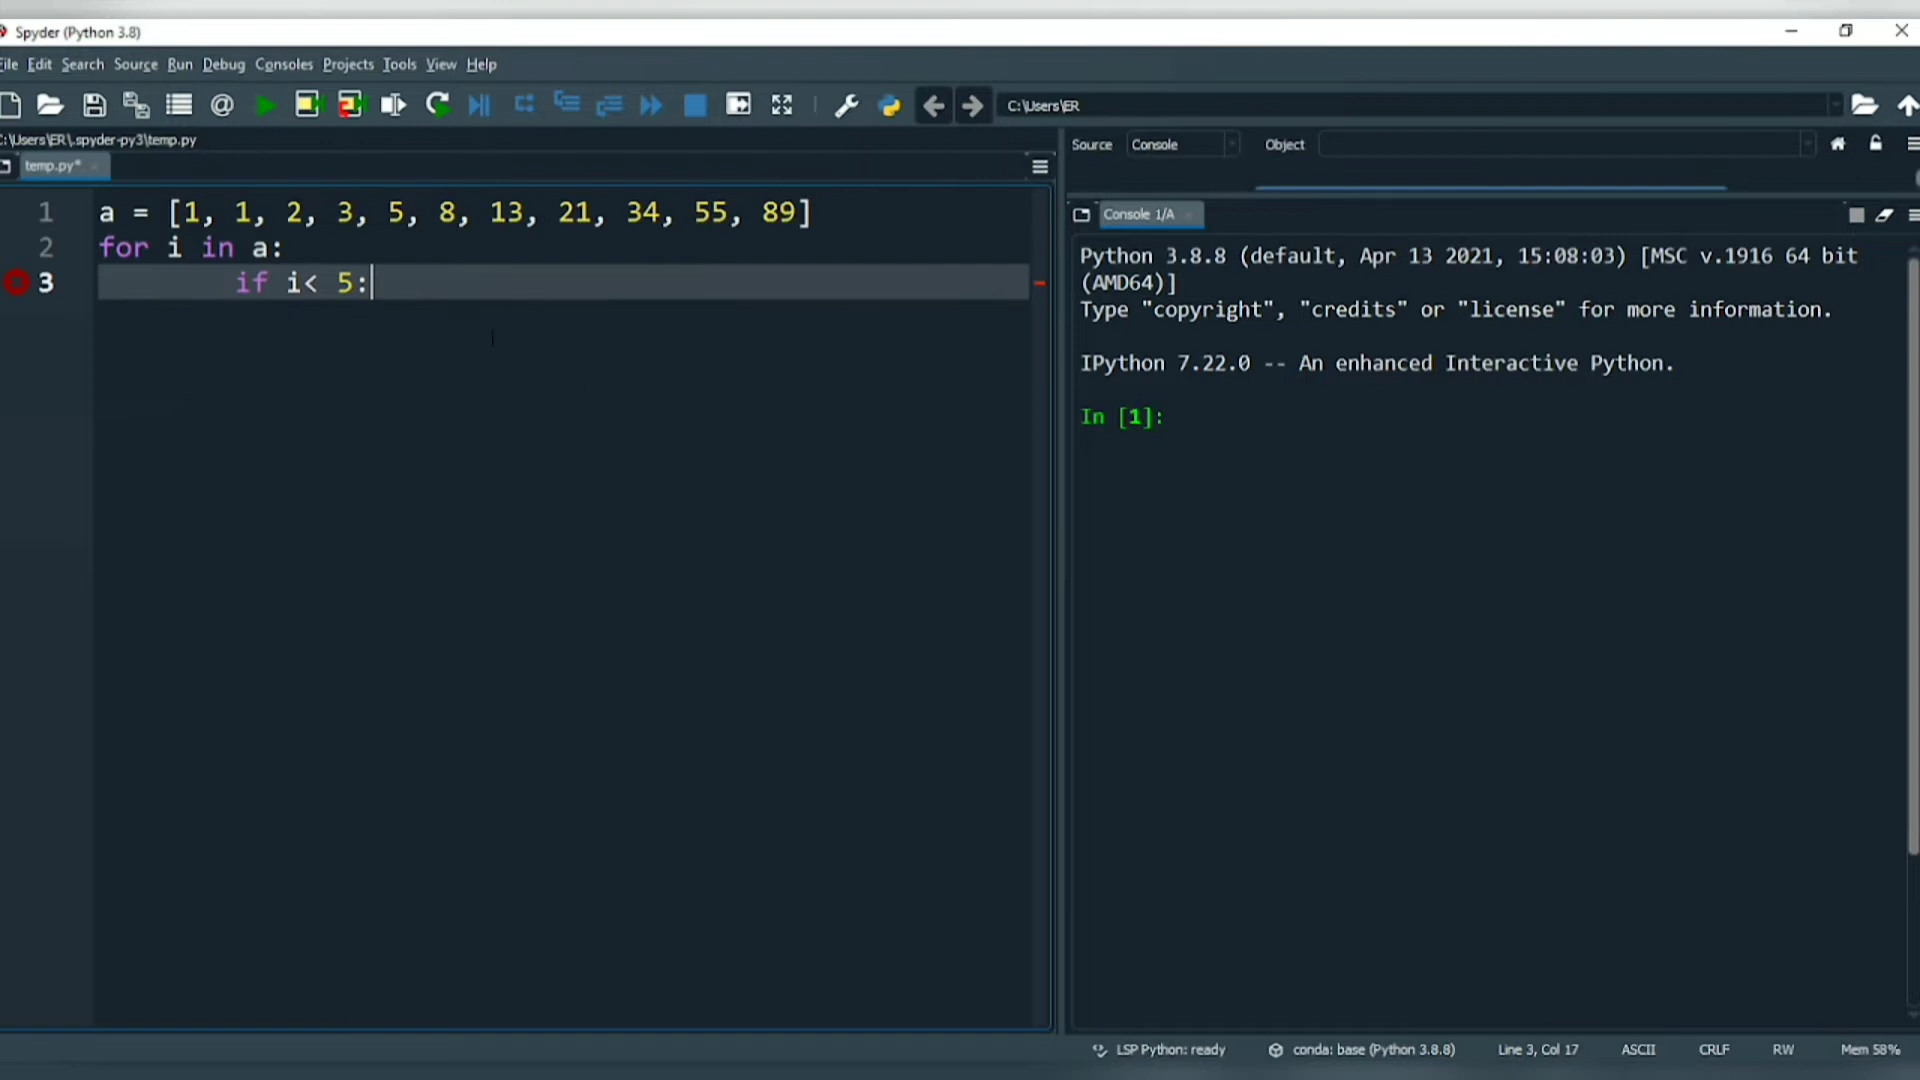 Spyder (Python 3.8)
File Edit Search Source Run Debug Consoles Projects Tools View Help
C:\Users\ER
C:\Users\ER\.spyder-py3\temp.py
temp.py*
1 a = [1, 1, 2, 3, 5, 8, 13, 21, 34, 55, 89]
2 for i in a:
3 if i< 5:
Source Console Object
Console 1/A
Python 3.8.8 (default, Apr 13 2021, 15:08:03) [MSC v.1916 64 bit
(AMD64)]
Type "copyright", "credits" or "license" for more information.
IPython 7.22.0 -- An enhanced Interactive Python.
In [1]:
LSP Python: ready conda: base (Python 3.8.8) Line 3, Col 17 ASCII CRLF RW Mem 58%